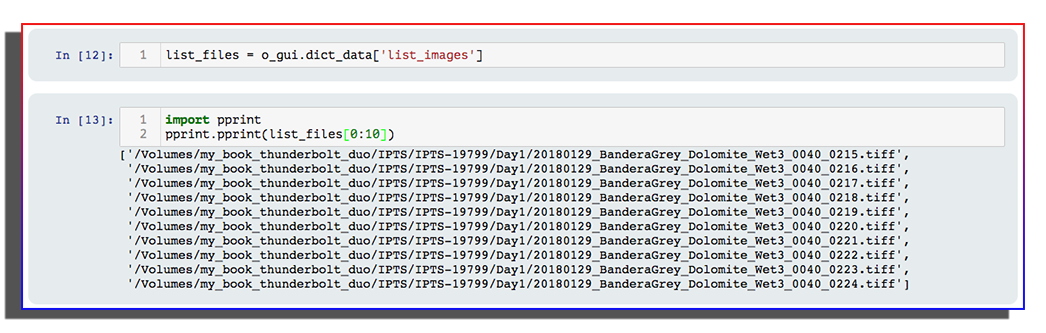 In [12]: 1 list_files = o_gui.dict_data['list_images']
In [13]: 1 import pprint
2 pprint.pprint(list_files[0:10])
['/Volumes/my_book_thunderbolt_duo/IPTS/IPTS-19799/Day1/20180129_BanderaGrey_Dolomite_Wet3_0040_0215.tiff',
'/Volumes/my_book_thunderbolt_duo/IPTS/IPTS-19799/Day1/20180129_BanderaGrey_Dolomite_Wet3_0040_0216.tiff',
'/Volumes/my_book_thunderbolt_duo/IPTS/IPTS-19799/Day1/20180129_BanderaGrey_Dolomite_Wet3_0040_0217.tiff',
'/Volumes/my_book_thunderbolt_duo/IPTS/IPTS-19799/Day1/20180129_BanderaGrey_Dolomite_Wet3_0040_0218.tiff',
'/Volumes/my_book_thunderbolt_duo/IPTS/IPTS-19799/Day1/20180129_BanderaGrey_Dolomite_Wet3_0040_0219.tiff',
'/Volumes/my_book_thunderbolt_duo/IPTS/IPTS-19799/Day1/20180129_BanderaGrey_Dolomite_Wet3_0040_0220.tiff',
'/Volumes/my_book_thunderbolt_duo/IPTS/IPTS-19799/Day1/20180129_BanderaGrey_Dolomite_Wet3_0040_0221.tiff',
'/Volumes/my_book_thunderbolt_duo/IPTS/IPTS-19799/Day1/20180129_BanderaGrey_Dolomite_Wet3_0040_0222.tiff',
'/Volumes/my_book_thunderbolt_duo/IPTS/IPTS-19799/Day1/20180129_BanderaGrey_Dolomite_Wet3_0040_0223.tiff',
'/Volumes/my_book_thunderbolt_duo/IPTS/IPTS-19799/Day1/20180129_BanderaGrey_Dolomite_Wet3_0040_0224.tiff']